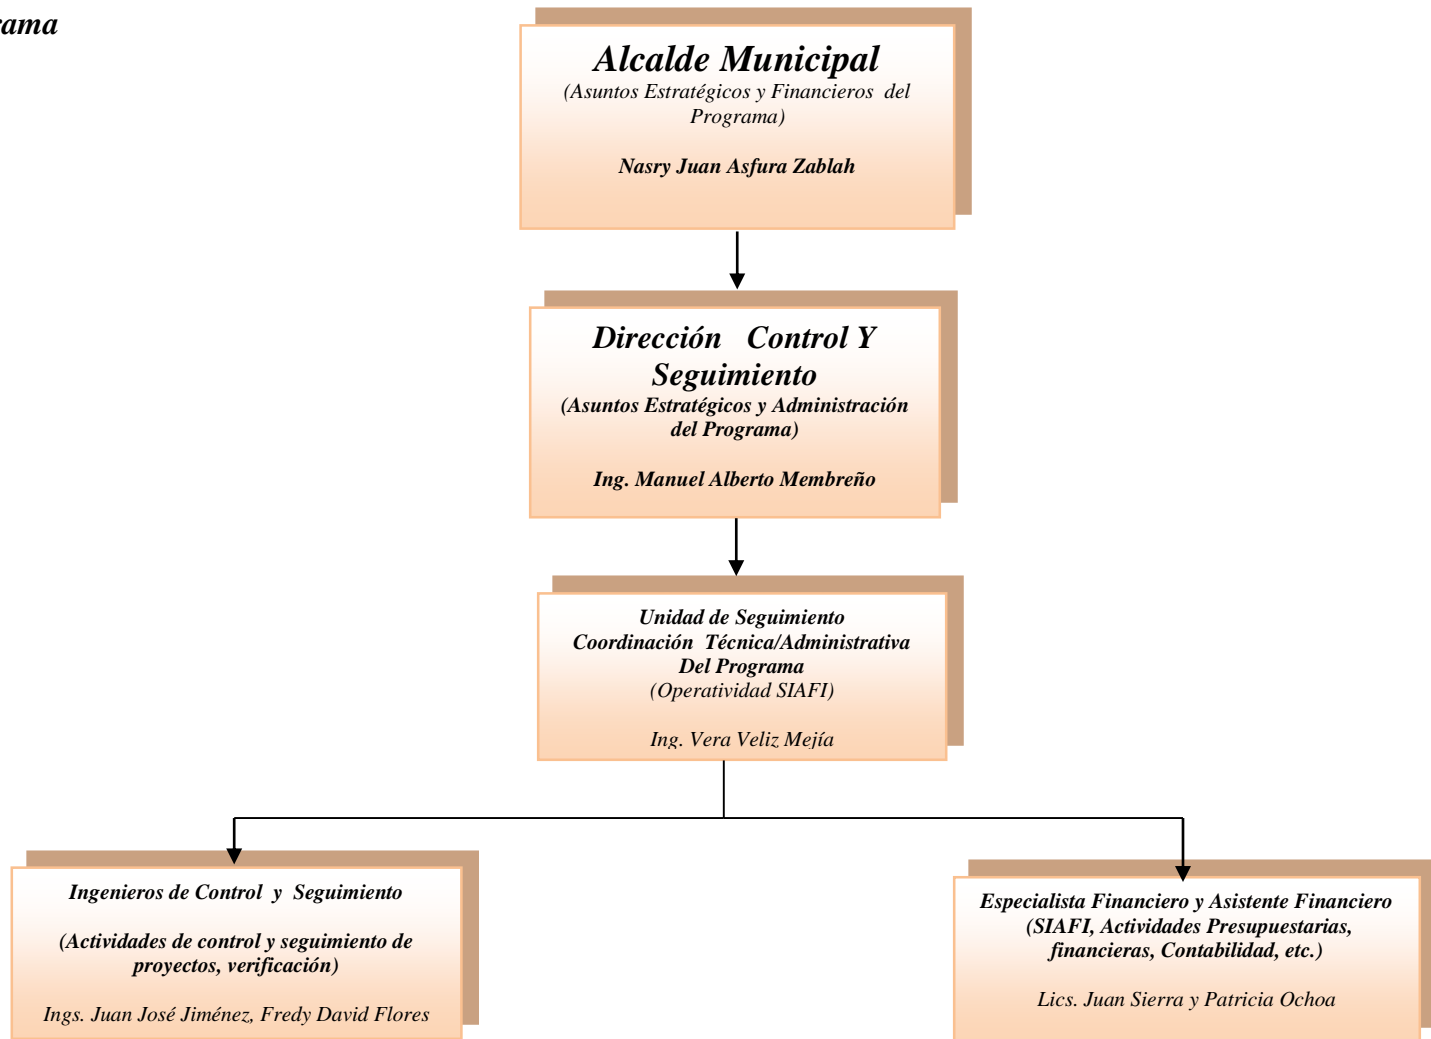 rama
Alcalde Municipal
(Asuntos Estratégicos y Financieros del
Programa)
Nasry Juan Asfura Zablah
Dirección Control Y
Seguimiento
(Asuntos Estratégicos y Administración
del Programa)
Ing. Manuel Alberto Membreño
Unidad de Seguimiento
Coordinación Técnica/Administrativa
Del Programa
(Operatividad SIAFI)
Ing. Vera Veliz Mejía
Ingenieros de Control y Seguimiento
(Actividades de control y seguimiento de
proyectos, verificación)
Ings. Juan José Jiménez, Fredy David Flores
Especialista Financiero y Asistente Financiero
(SIAFI, Actividades Presupuestarias,
financieras, Contabilidad, etc.)
Lics. Juan Sierra y Patricia Ochoa